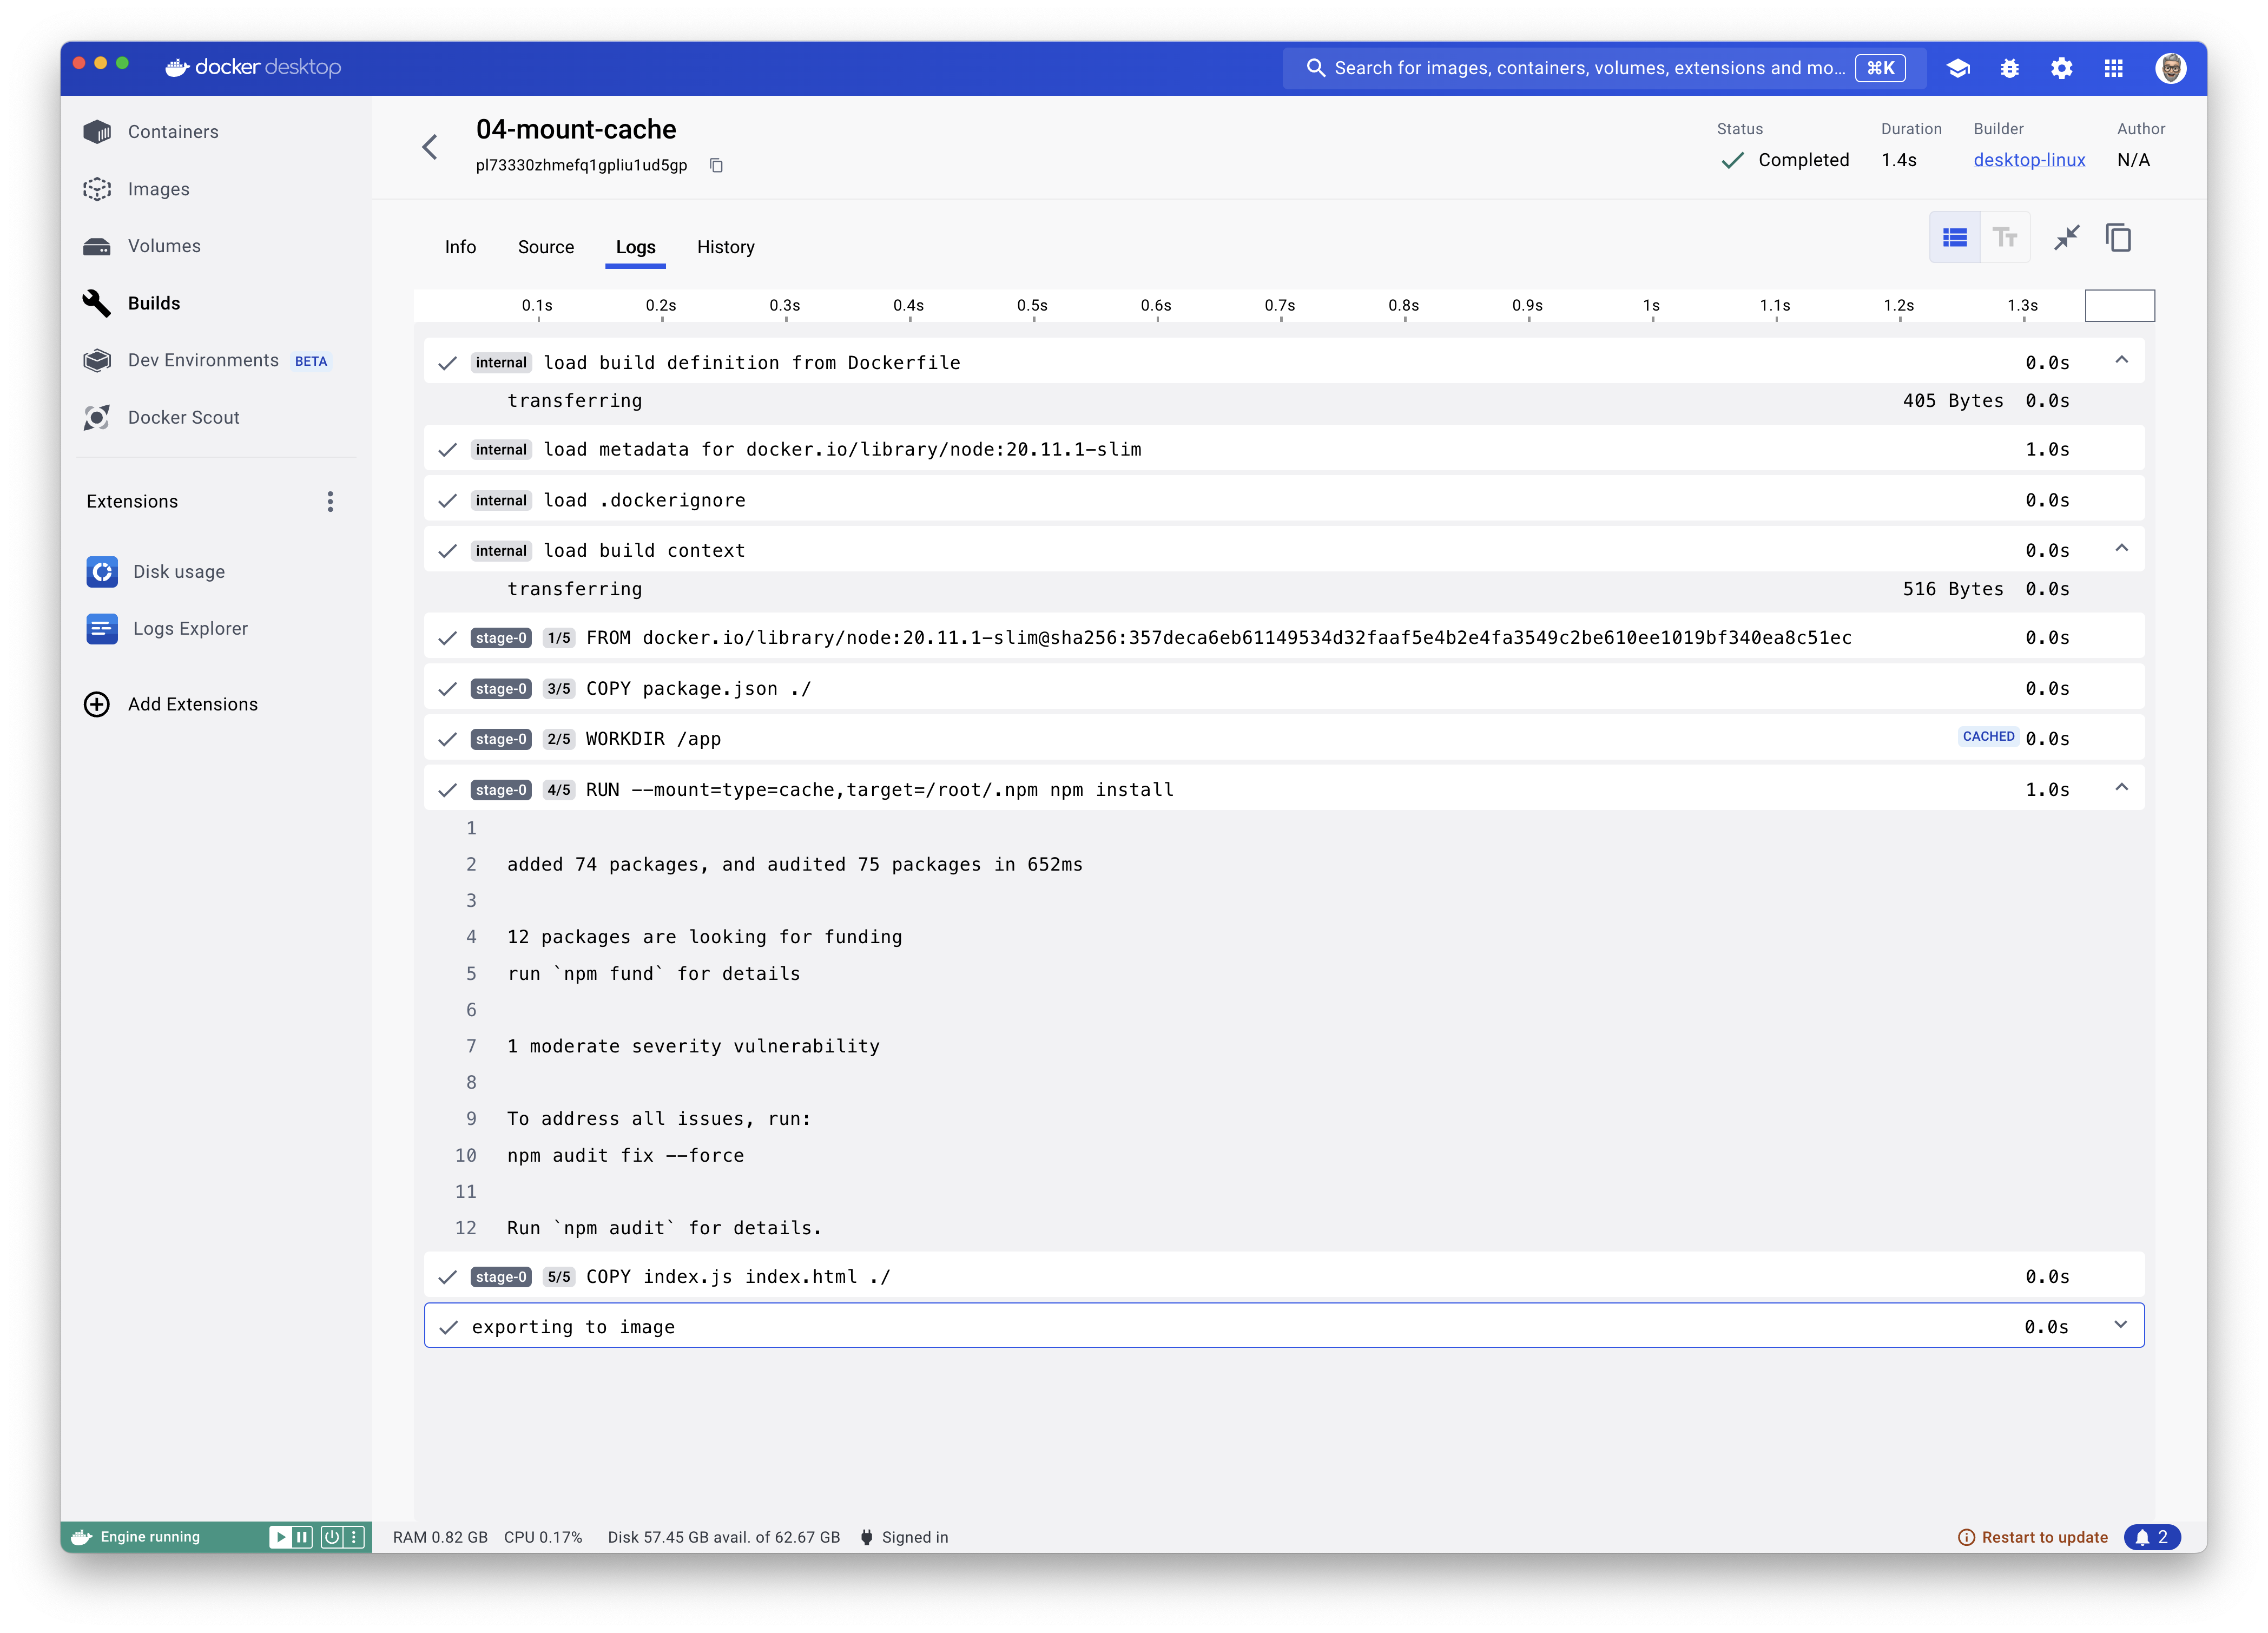 docker desktop
Search for images, containers, volumes, extensions and mo... ⌘K
Containers
Images
Volumes
Builds
Dev Environments BETA
Docker Scout
Extensions
Disk usage
Logs Explorer
Add Extensions
04-mount-cache
pl73330zhmefq1gpliu1ud5gp
Status Duration Builder Author
Completed 1.4s desktop-linux N/A
Info Source Logs History
Tт
0.1s 0.2s 0.3s 0.4s 0.5s 0.6s 0.7s 0.8s 0.9s 1s 1.1s 1.2s 1.3s
internal load build definition from Dockerfile 0.0s
transferring 405 Bytes 0.0s
internal load metadata for docker.io/library/node:20.11.1-slim 1.0s
internal load .dockerignore 0.0s
internal load build context 0.0s
transferring 516 Bytes 0.0s
stage-0 1/5 FROM docker.io/library/node:20.11.1-slim@sha256:357deca6eb61149534d32faaf5e4b2e4fa3549c2be610ee1019bf340ea8c51ec 0.0s
stage-0 3/5 COPY package.json ./ 0.0s
stage-0 2/5 WORKDIR /app CACHED 0.0s
stage-0 4/5 RUN --mount=type=cache,target=/root/.npm npm install 1.0s
1
2 added 74 packages, and audited 75 packages in 652ms
3
4 12 packages are looking for funding
5 run `npm fund` for details
6
7 1 moderate severity vulnerability
8
9 To address all issues, run:
10 npm audit fix --force
11
12 Run `npm audit` for details.
stage-0 5/5 COPY index.js index.html ./ 0.0s
exporting to image 0.0s
Engine running
RAM 0.82 GB CPU 0.17% Disk 57.45 GB avail. of 62.67 GB Signed in
Restart to update 2